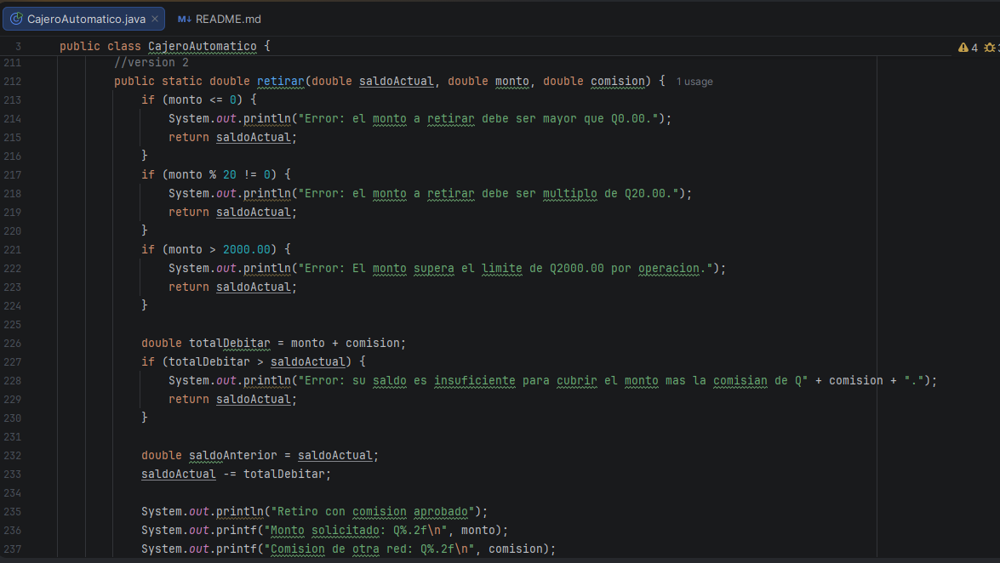 CajeroAutomatico.java × M↓ README.md
3 public class CajeroAutomatico { 4
211 //version 2
212 public static double retirar(double saldoActual, double monto, double comision) { 1 usage
213 if (monto <= 0) {
214 System.out.println("Error: el monto a retirar debe ser mayor que Q0.00.");
215 return saldoActual;
216 }
217 if (monto % 20 != 0) {
218 System.out.println("Error: el monto a retirar debe ser multiplo de Q20.00.");
219 return saldoActual;
220 }
221 if (monto > 2000.00) {
222 System.out.println("Error: El monto supera el limite de Q2000.00 por operacion.");
223 return saldoActual;
224 }
225
226 double totalDebitar = monto + comision;
227 if (totalDebitar > saldoActual) {
228 System.out.println("Error: su saldo es insuficiente para cubrir el monto mas la comisian de Q" + comision + ".");
229 return saldoActual;
230 }
231
232 double saldoAnterior = saldoActual;
233 saldoActual -= totalDebitar;
234
235 System.out.println("Retiro con comision aprobado");
236 System.out.printf("Monto solicitado: Q%.2f\n", monto);
237 System.out.printf("Comision de otra red: Q%.2f\n", comision);